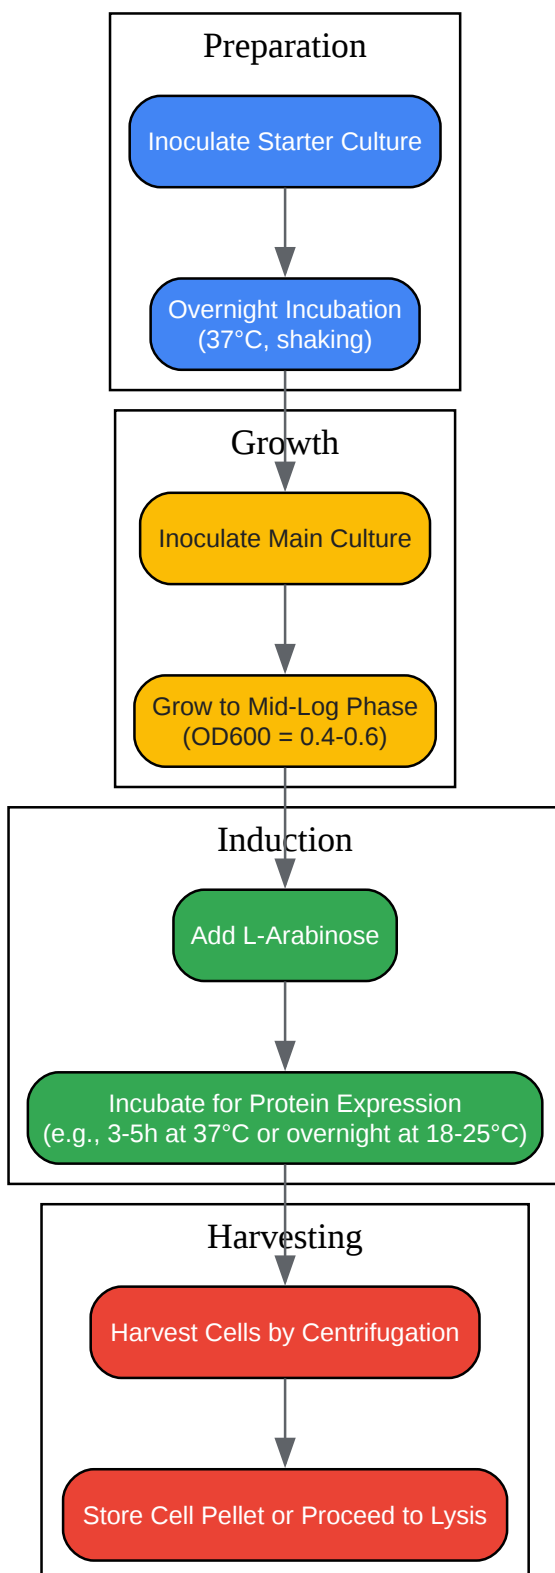 Preparation
Inoculate Starter Culture
Overnight Incubation
(37°C, shaking)
Growth
Inoculate Main Culture
Grow to Mid-Log Phase
(OD600 = 0.4-0.6)
Induction
Add L-Arabinose
Incubate for Protein Expression
(e.g., 3-5h at 37°C or overnight at 18-25°C)
Harvesting
Harvest Cells by Centrifugation
Store Cell Pellet or Proceed to Lysis